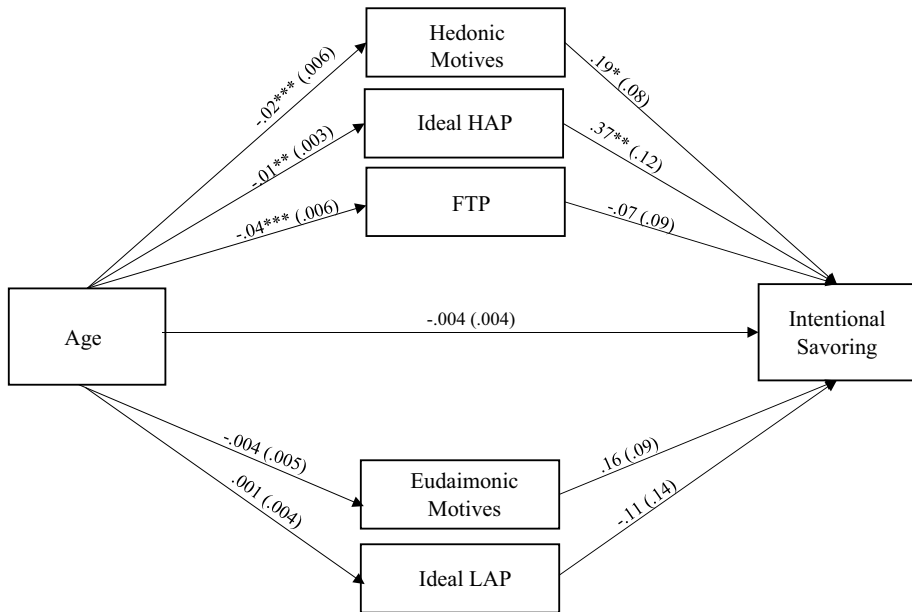 Hedonic
Motives
-.02*** (.006)
.19* (.08)
Ideal HAP
-.01** (.003)
.37** (.12)
FTP
-.04*** (.006)
-.07 (.09)
Age
-.004 (.004)
Intentional
Savoring
-.004 (.005)
.16 (.09)
Eudaimonic
Motives
.001 (.004)
-.11 (.14)
Ideal LAP